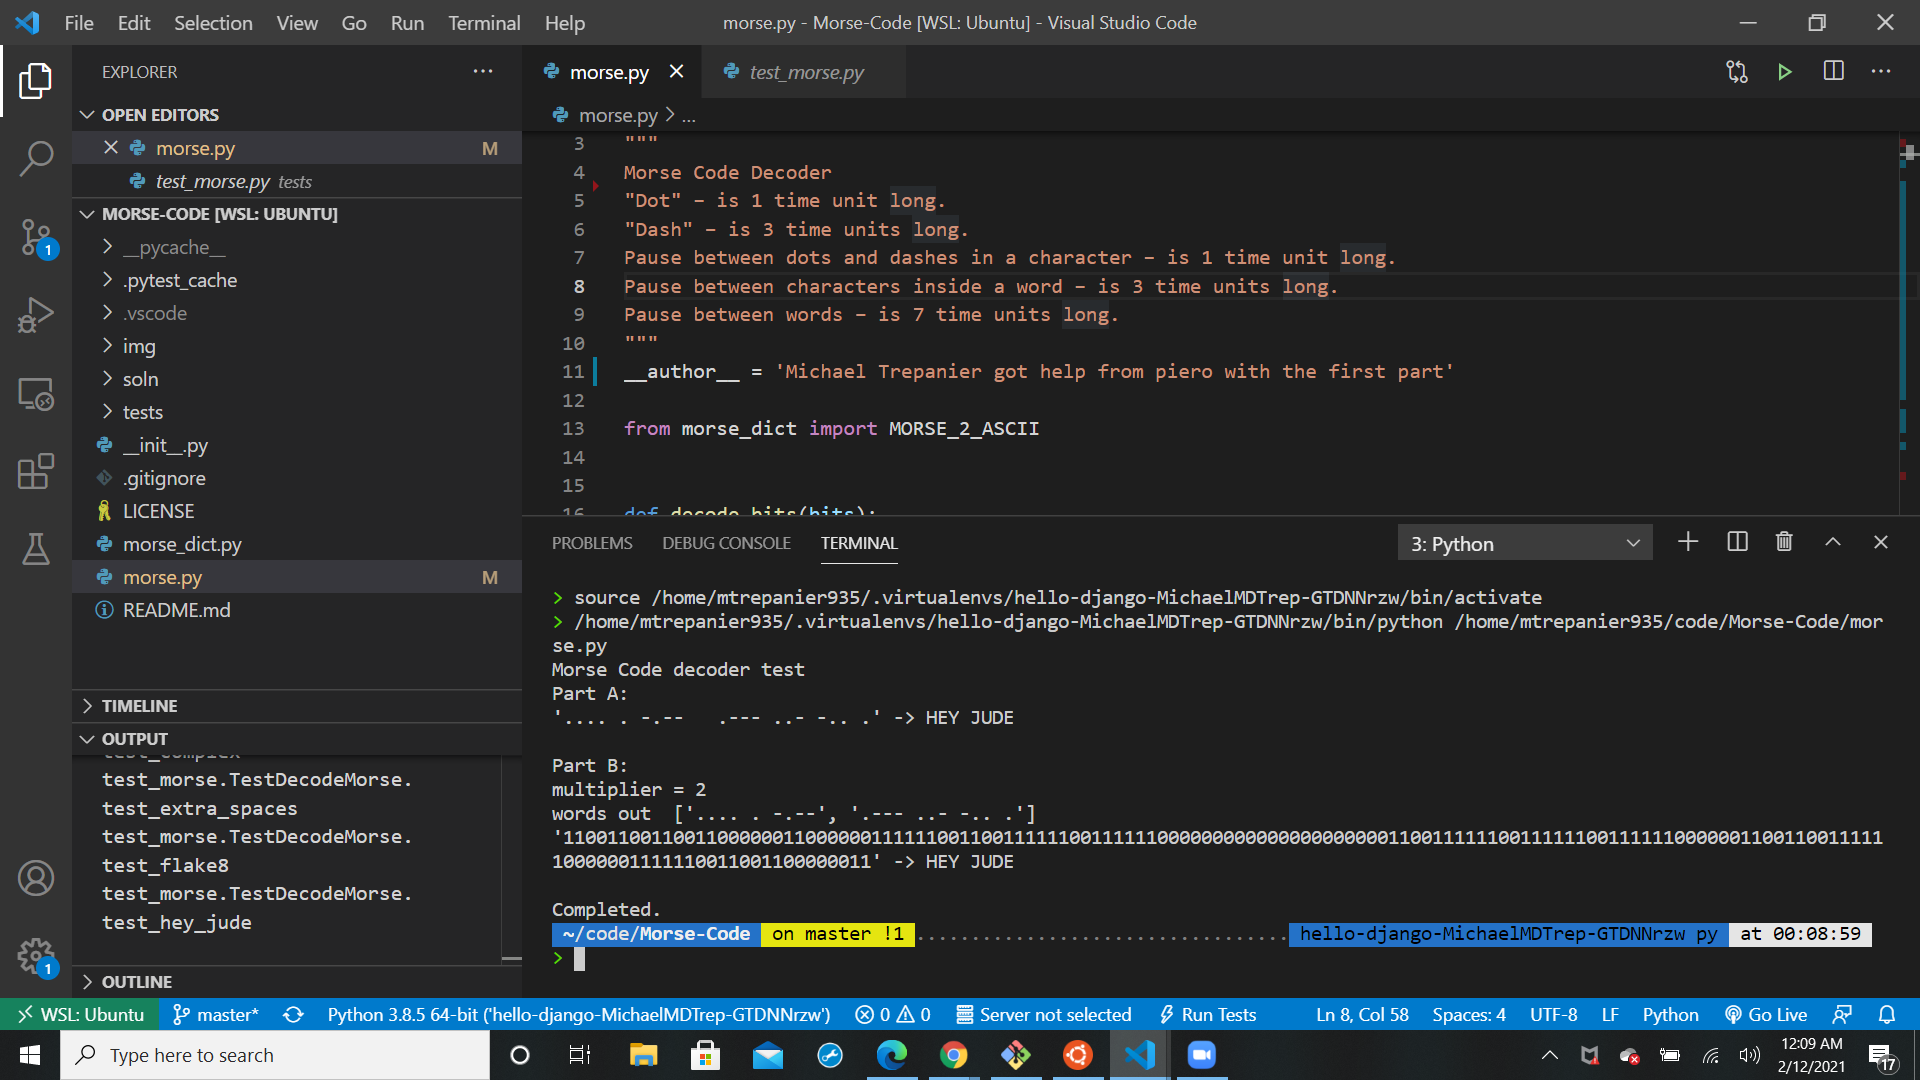 File Edit Selection View Go Run Terminal Help
morse.py - Morse-Code [WSL: Ubuntu] - Visual Studio Code
EXPLORER
OPEN EDITORS
morse.py M
test_morse.py tests
MORSE-CODE [WSL: UBUNTU]
__pycache__
.pytest_cache
.vscode
img
soln
tests
__init__.py
.gitignore
LICENSE
morse_dict.py
morse.py M
README.md
TIMELINE
OUTPUT
test_complex
test_morse.TestDecodeMorse.
test_extra_spaces
test_morse.TestDecodeMorse.
test_flake8
test_morse.TestDecodeMorse.
test_hey_jude
OUTLINE
1
1
morse.py
test_morse.py
morse.py > ...
3 """
4 Morse Code Decoder
5 "Dot" – is 1 time unit long.
6 "Dash" – is 3 time units long.
7 Pause between dots and dashes in a character – is 1 time unit long.
8 Pause between characters inside a word – is 3 time units long.
9 Pause between words – is 7 time units long.
10 """
11 __author__ = 'Michael Trepanier got help from piero with the first part'
12
13 from morse_dict import MORSE_2_ASCII
14
15
16 def decode_bits(bits):
PROBLEMS DEBUG CONSOLE TERMINAL
3: Python
> source /home/mtrepanier935/.virtualenvs/hello-django-MichaelMDTrep-GTDNNrzw/bin/activate
> /home/mtrepanier935/.virtualenvs/hello-django-MichaelMDTrep-GTDNNrzw/bin/python /home/mtrepanier935/code/Morse-Code/mor
se.py
Morse Code decoder test
Part A:
'.... . -.--   .--- ..- -.. .' -> HEY JUDE
Part B:
multiplier = 2
words out  ['.... . -.--', '.--- ..- -.. .']
'1100110011001100000011000000111111001100111111001111110000000000000000000011001111110011111100111111000000110011001111
110000001111110011001100000011' -> HEY JUDE
Completed.
~/code/Morse-Code on master !1 .................................. hello-django-MichaelMDTrep-GTDNNrzw py at 00:08:59
>
WSL: Ubuntu master* Python 3.8.5 64-bit ('hello-django-MichaelMDTrep-GTDNNrzw') 0 0 Server not selected Run Tests Ln 8, Col 58 Spaces: 4 UTF-8 LF Python Go Live
Type here to search
12:09 AM
2/12/2021
17